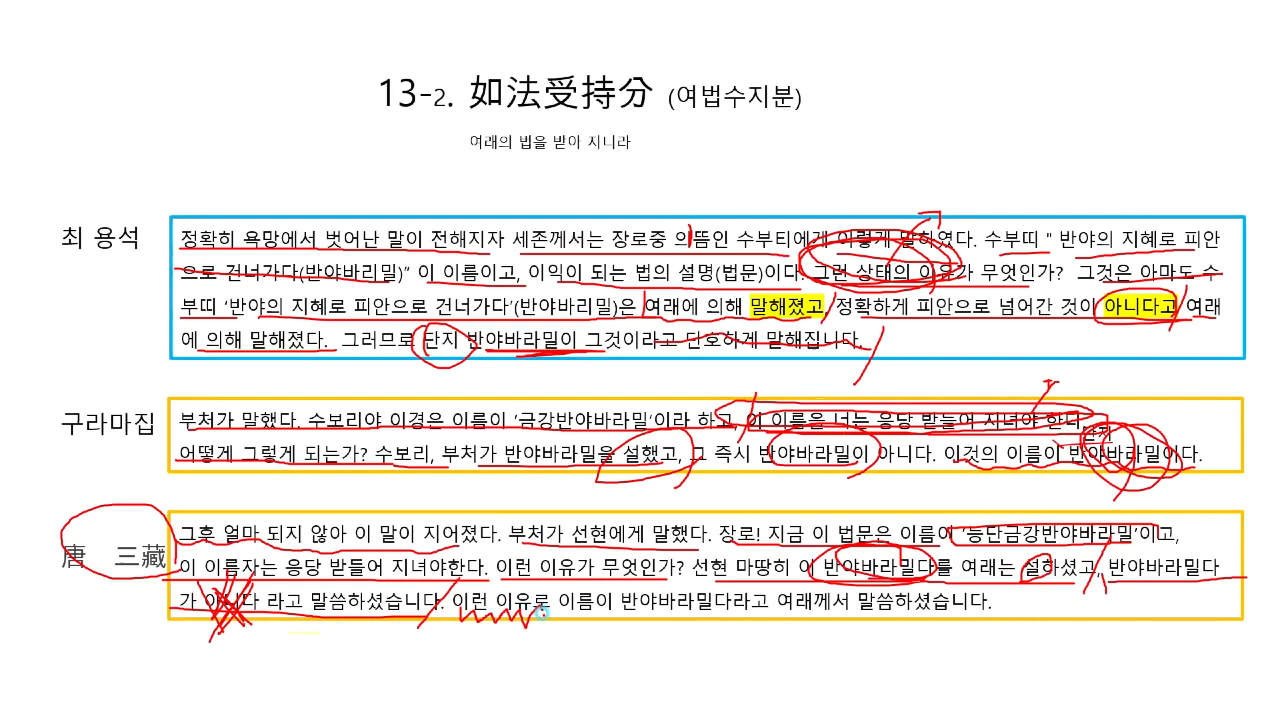 13-2. 如法受持分 (여법수지분)
여래의 법을 받아 지니라
최 용석
정확히 욕망에서 벗어난 말이 전해지자 세존께서는 장로중 으뜸인 수부티에게 이렇게 말하였다. 수부띠 " 반야의 지혜로 피안
으로 건너가다(반야바리밀)" 이 이름이고, 이익이 되는 법의 설명(법문)이다. 그런 상태의 이유가 무엇인가? 그것은 아마도 수
부띠 '반야의 지혜로 피안으로 건너가다'(반야바리밀)은 여래에 의해 말해졌고, 정확하게 피안으로 넘어간 것이 아니다고 여래
에 의해 말해졌다. 그러므로 단지 반야바라밀이 그것이라고 단호하게 말해집니다.
구라마집
부처가 말했다. 수보리야 이경은 이름이 '금강반야바라밀'이라 하고, 이 이름을 너는 응당 받들어 지녀야 한다,
어떻게 그렇게 되는가? 수보리, 부처가 반야바라밀을 설했고, 그 즉시 반야바라밀이 아니다. 이것의 이름이 반야바라밀이다.
단지
唐 三藏
그후 얼마 되지 않아 이 말이 지어졌다. 부처가 선현에게 말했다. 장로! 지금 이 법문은 이름이 '능단금강반야바라밀'이고,
이 이름자는 응당 받들어 지녀야한다. 이런 이유가 무엇인가? 선현 마땅히 이 반야바라밀다를 여래는 설하셨고, 반야바라밀다
가 아니다 라고 말씀하셨습니다. 이런 이유로 이름이 반야바라밀다라고 여래께서 말씀하셨습니다.